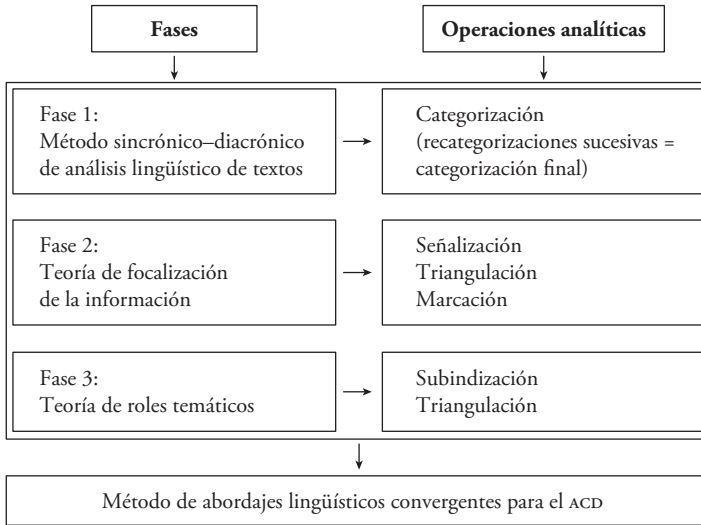 Fases
Operaciones analíticas
Fase 1:
Método sincrónico–diacrónico
de análisis lingüístico de textos
Categorización
(recategorizaciones sucesivas =
categorización final)
Fase 2:
Teoría de focalización
de la información
Señalización
Triangulación
Marcación
Fase 3:
Teoría de roles temáticos
Subindización
Triangulación
Método de abordajes lingüísticos convergentes para el ACD